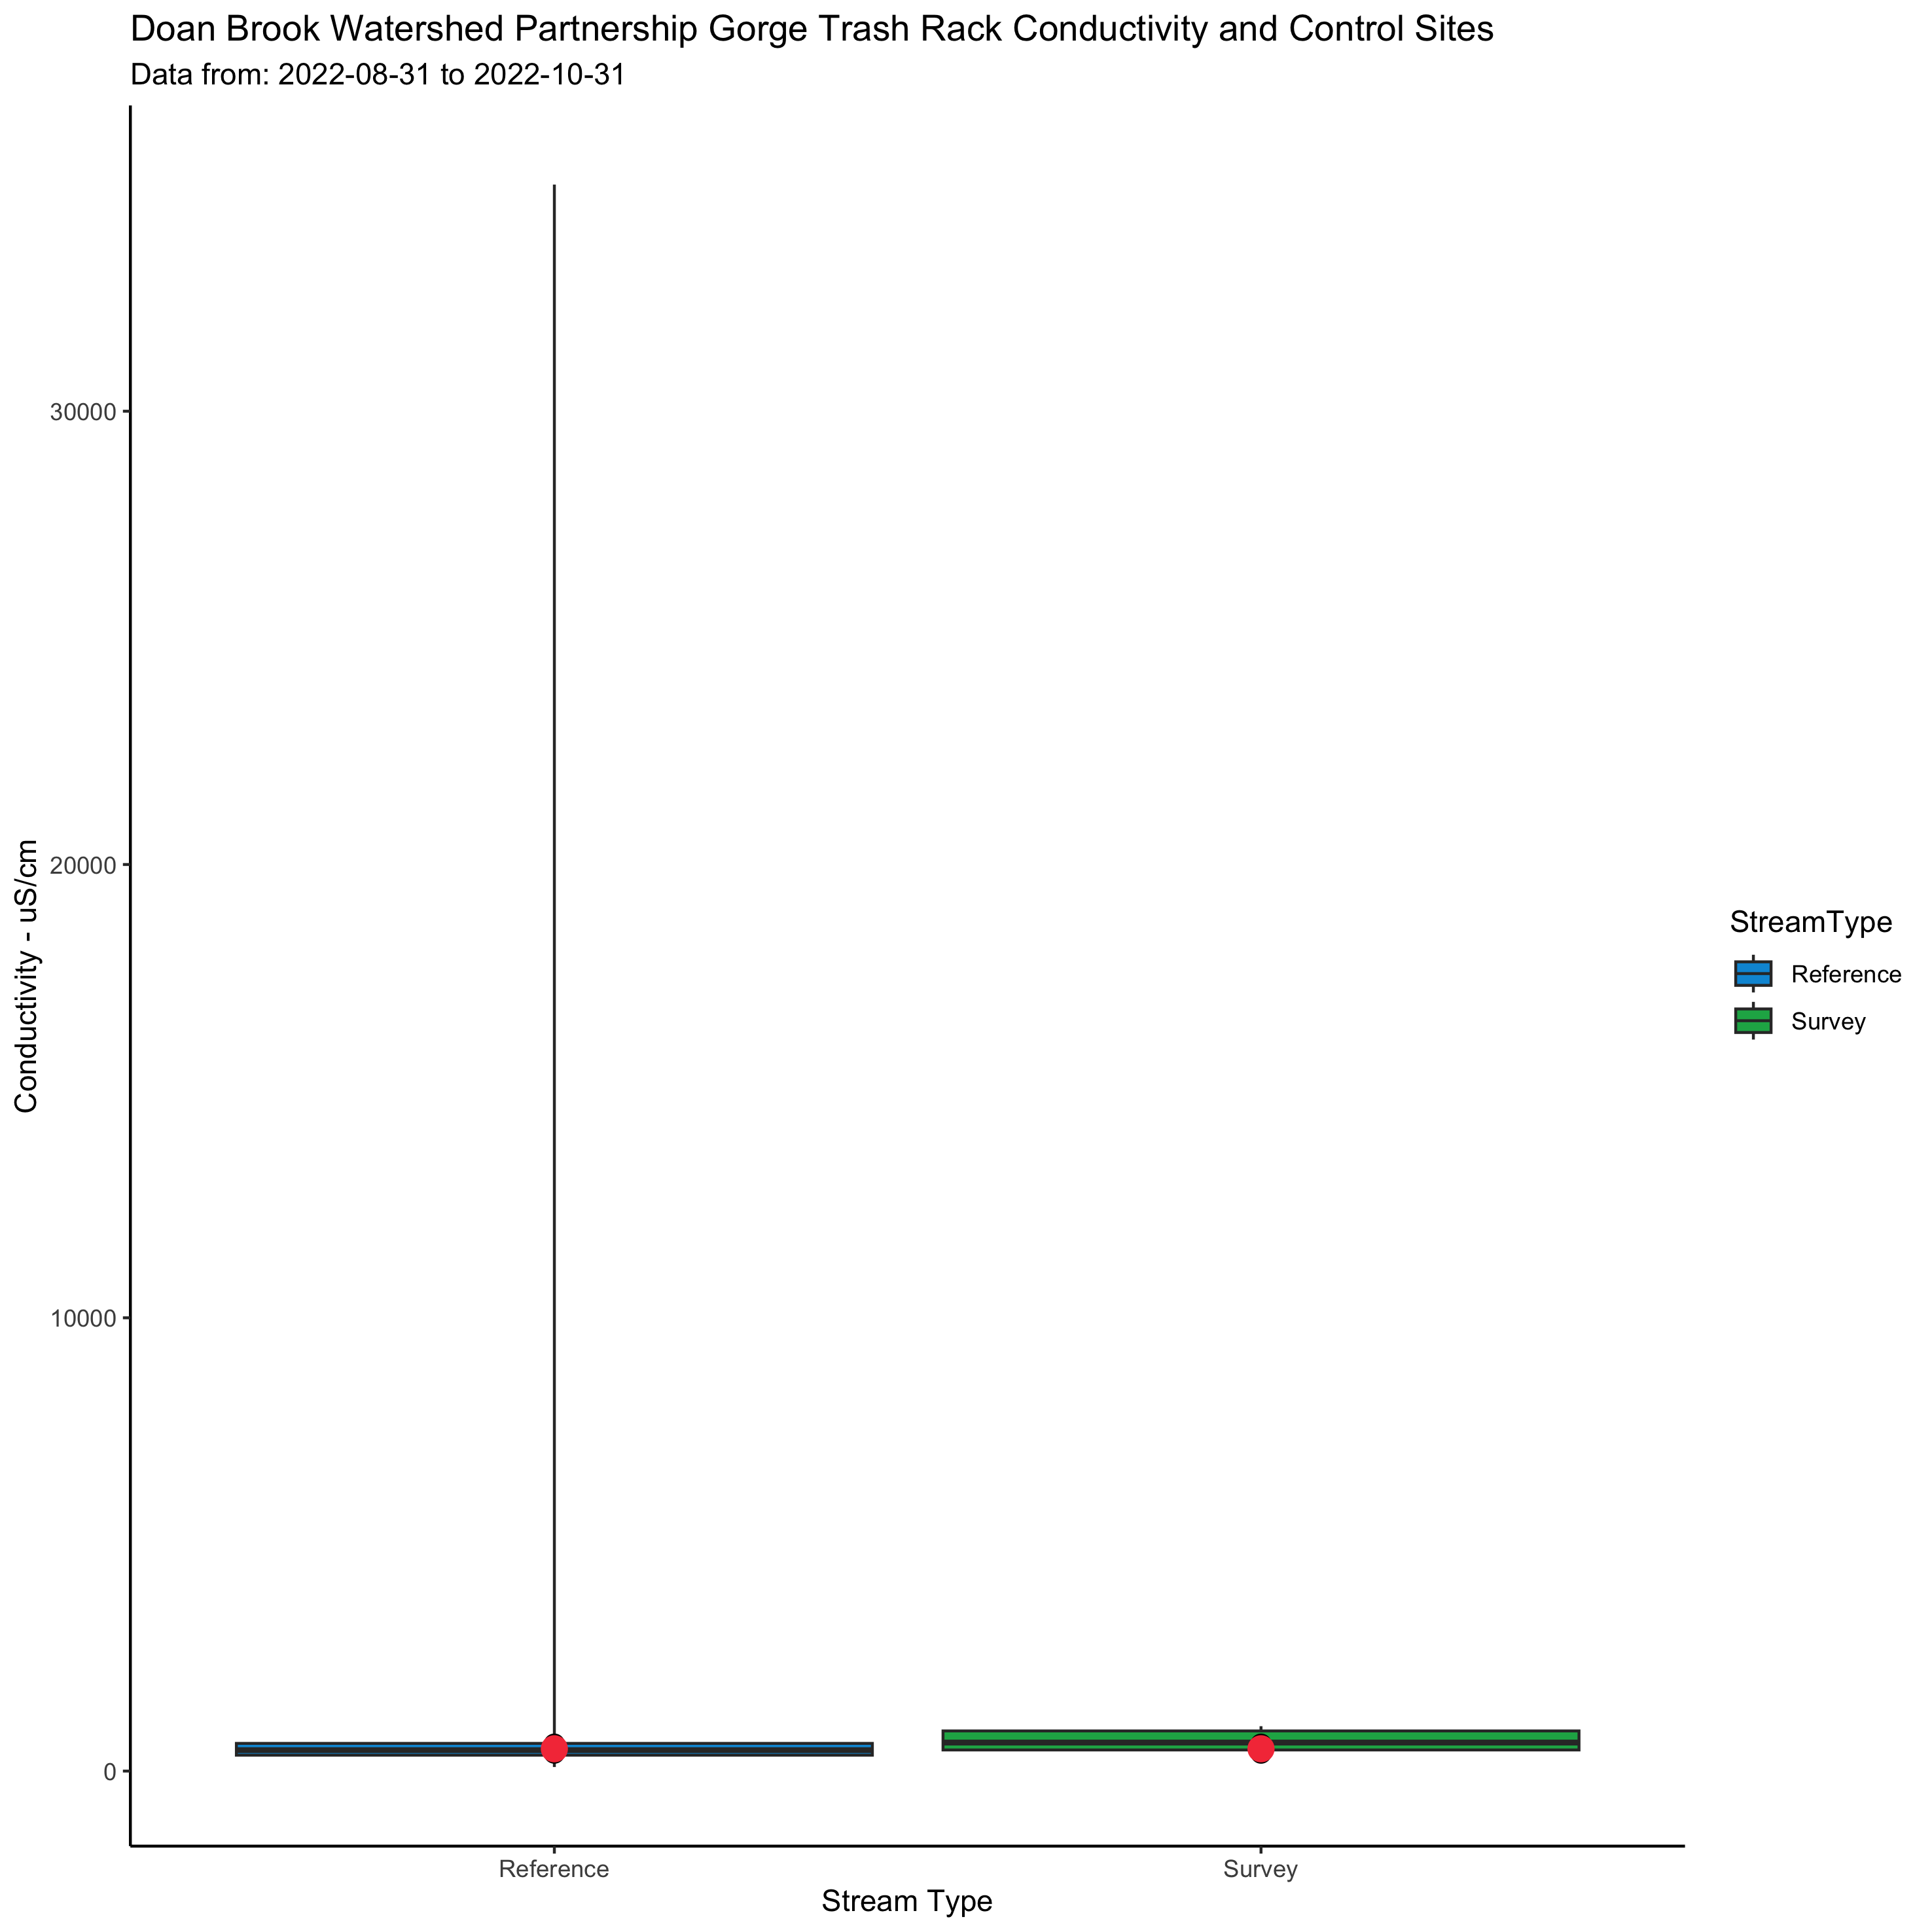 Doan Brook Watershed Partnership Gorge Trash Rack Conductivity and Control Sites
Data from: 2022-08-31 to 2022-10-31
Conductivity - uS/cm
30000
20000
10000
0
Reference
Survey
Stream Type
StreamType
Reference
Survey